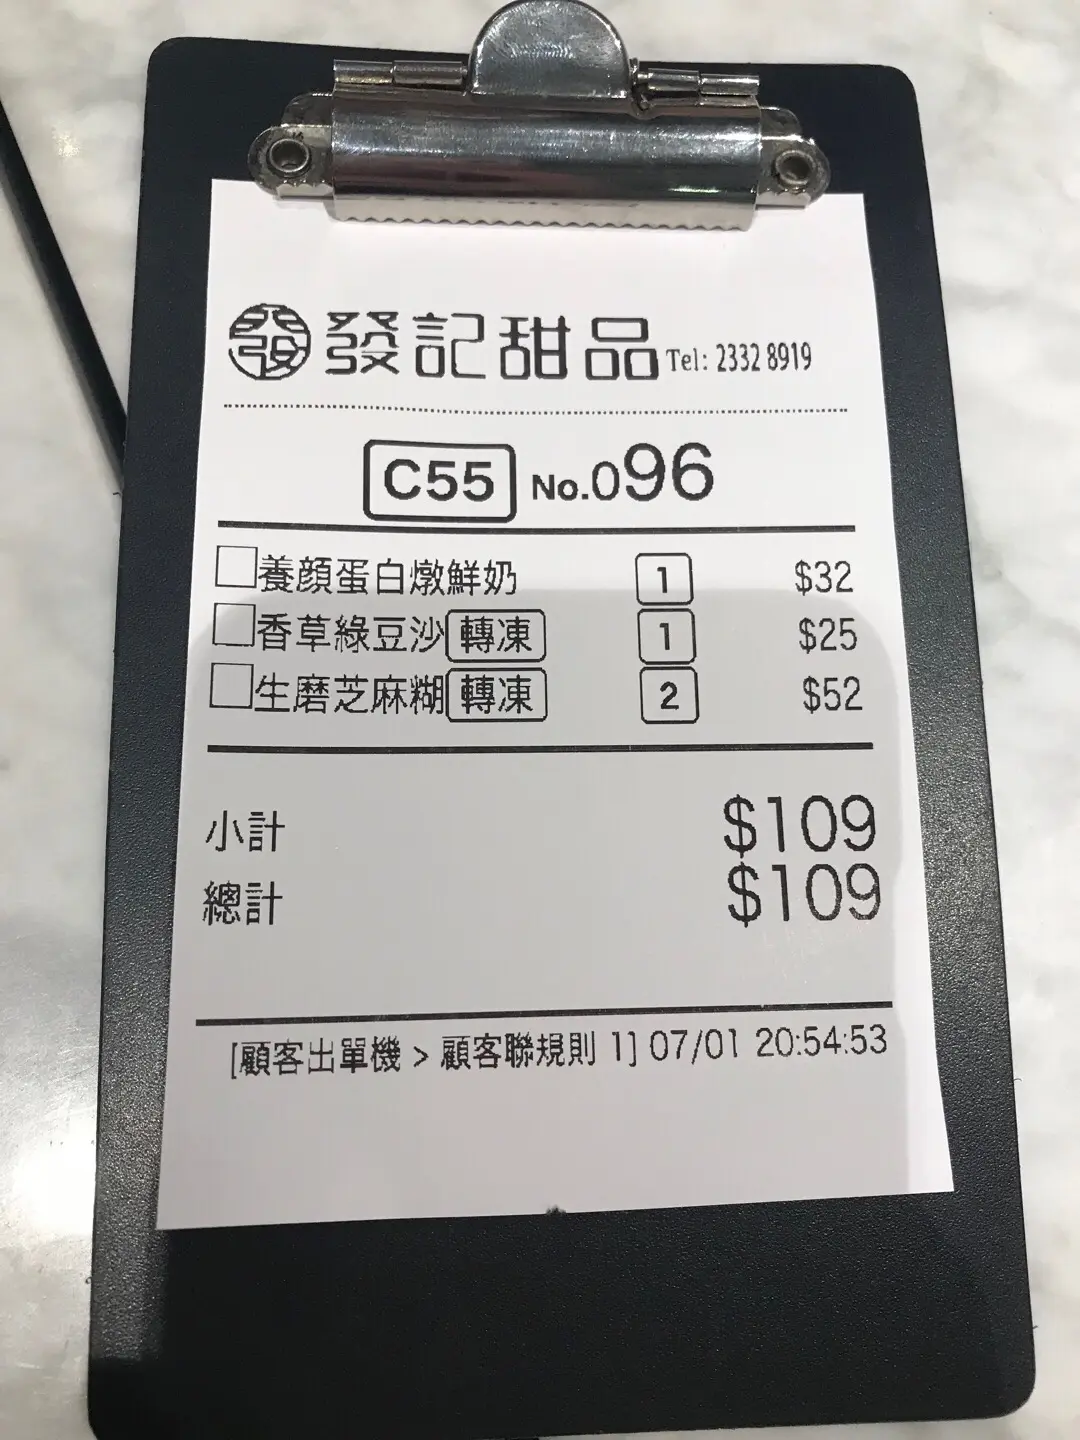 發 發記甜品 Tel: 2332 8919
C55 No.096
養顏蛋白燉鮮奶 1 $32
香草綠豆沙 轉凍 1 $25
生磨芝麻糊 轉凍 2 $52
小計 $109
總計 $109
[顧客出單機 > 顧客聯規則 1] 07/01 20:54:53